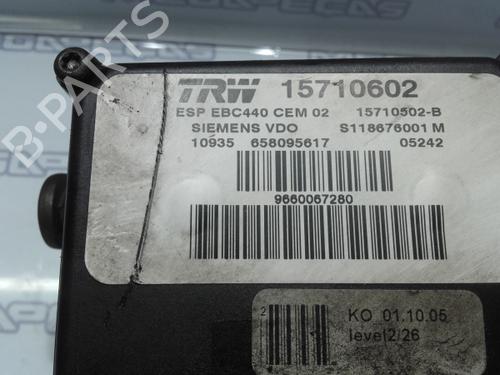 TRW 15710602
ESP EBC440 CEM 02 15710502-B
SIEMENS VDO S118676001 M
10935 658095617 05242
9660067280
2
KO 01.10.05
level2/26